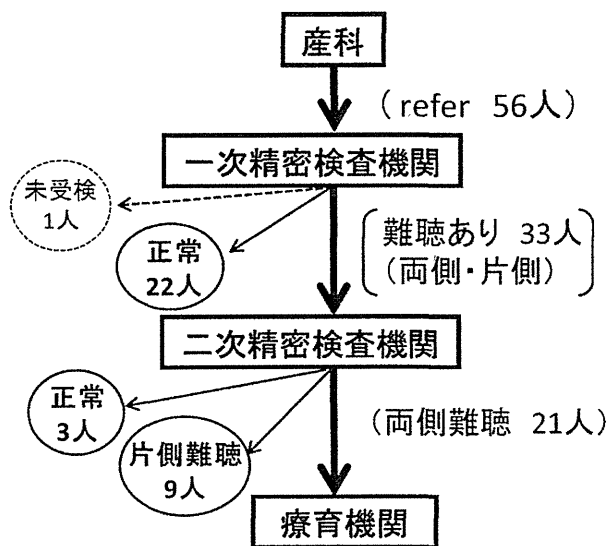 産科
(refer 56人)
一次精密検査機関
未受検
1人
正常
22人
難聴あり 33人
(両側・片側)
二次精密検査機関
正常
3人
片側難聴
9人
(両側難聴 21人)
療育機関